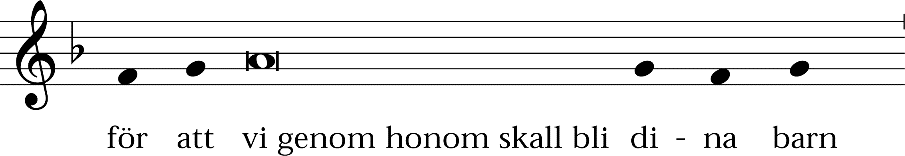 för att vi genom honom skall bli di - na barn